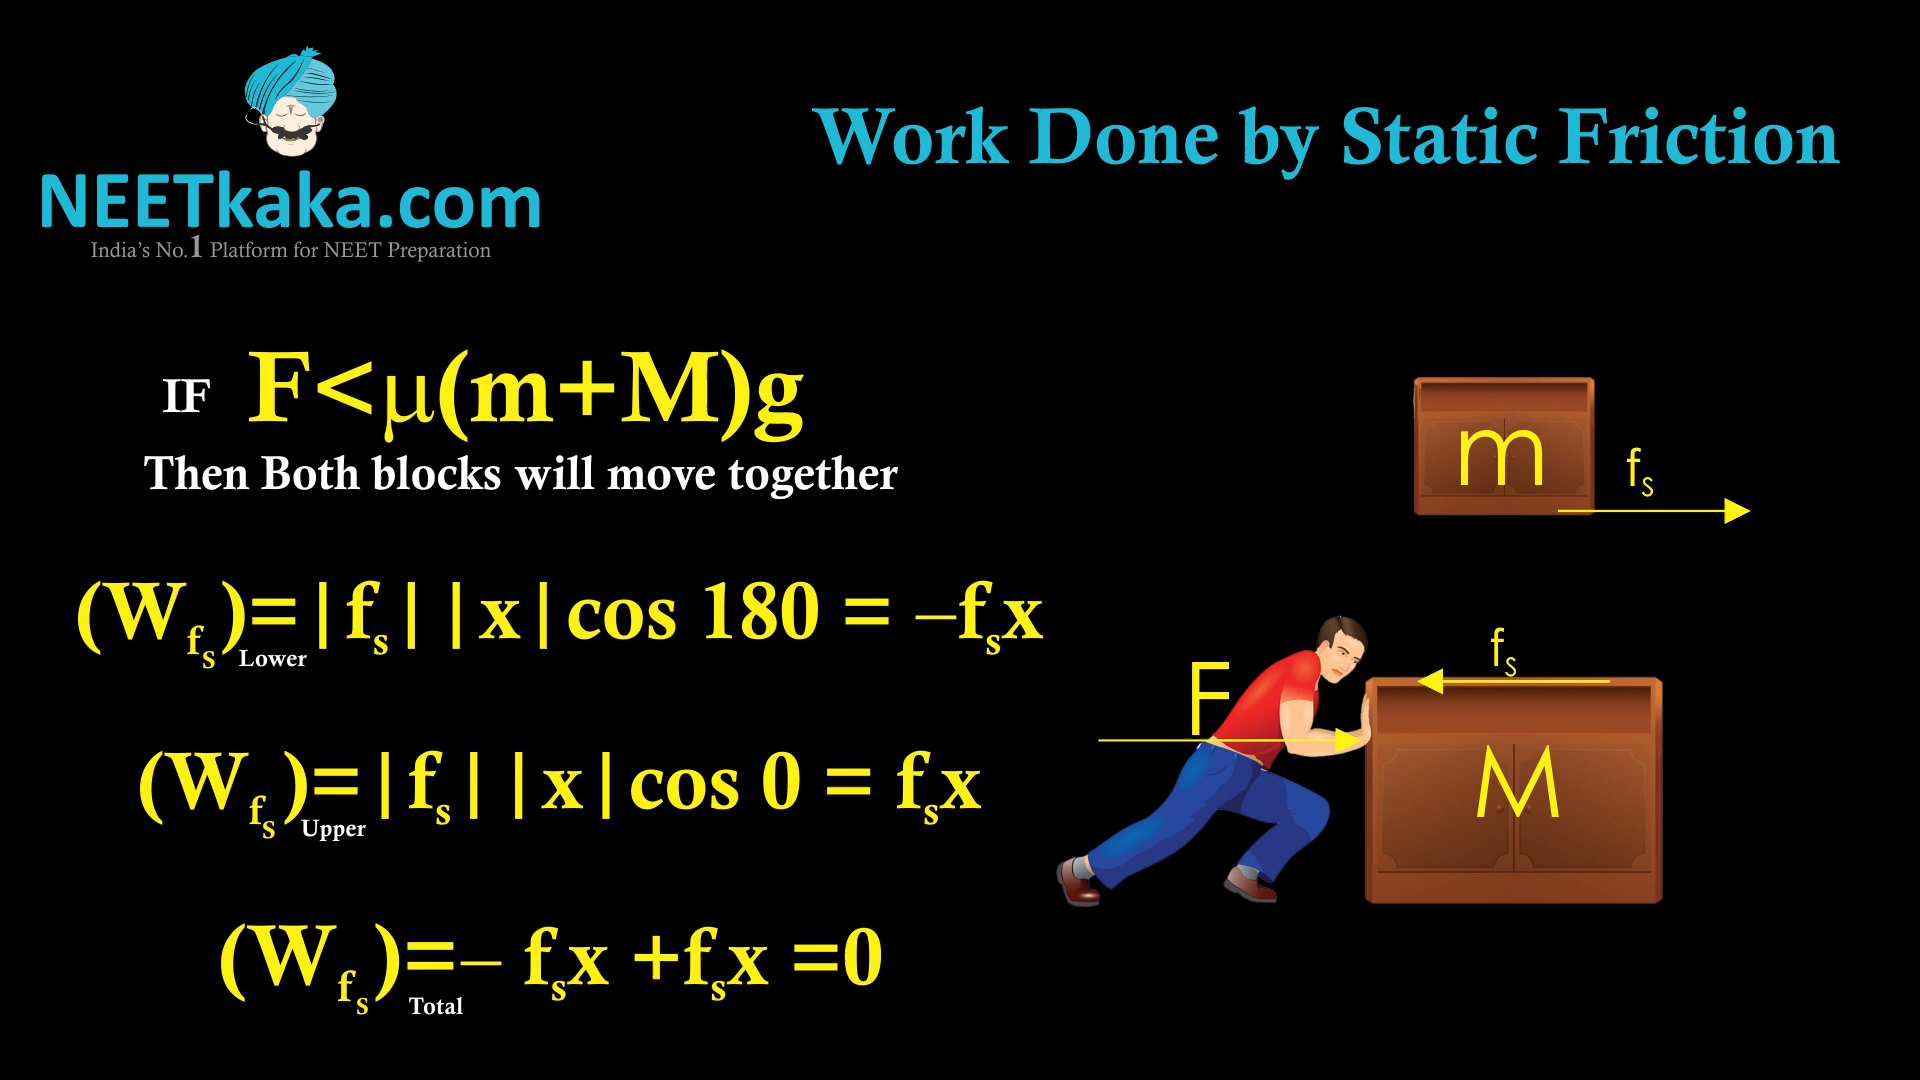 NEETkaka.com
India's No.1 Platform for NEET Preparation
Work Done by Static Friction
IF F<μ(m+M)g
Then Both blocks will move together
(Wfs)Lower=|fs||x|cos 180 = –fsx
(Wfs)Upper=|fs||x|cos 0 = fsx
(Wfs)Total=– fsx +fsx =0
m
fs
fs
F
M